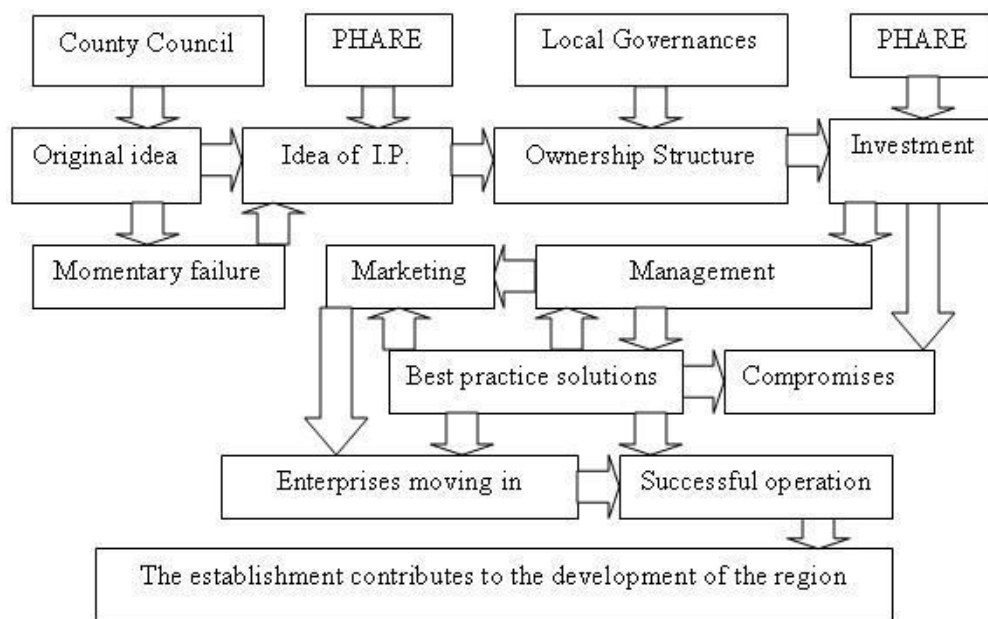 County Council
PHARE
Local Governances
PHARE
Original idea
Idea of I.P.
Ownership Structure
Investment
Momentary failure
Marketing
Management
Best practice solutions
Compromises
Enterprises moving in
Successful operation
The establishment contributes to the development of the region